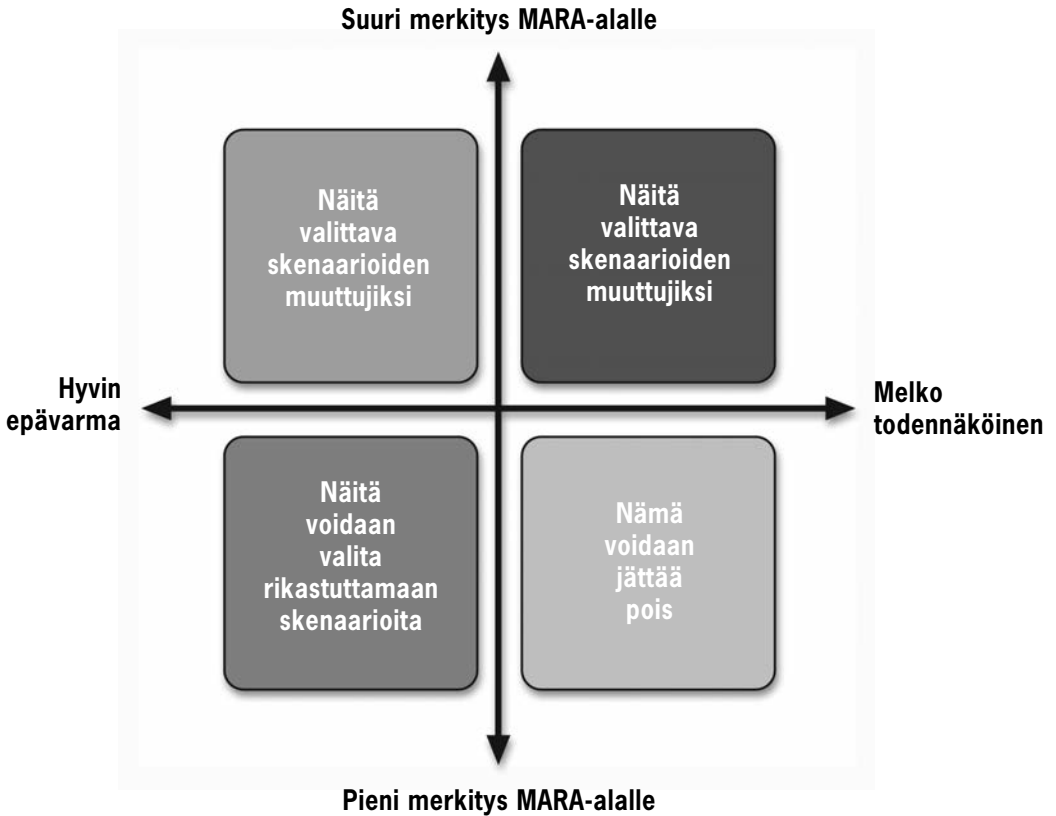 Suuri merkitys MARA-alalle
Näitä
valittava
skenaarioiden
muuttujiksi
Näitä
valittava
skenaarioiden
muuttujiksi
Hyvin
epävarma
Melko
todennäköinen
Näitä
voidaan
valita
rikastuttamaan
skenaarioita
Nämä
voidaan
jättää
pois
Pieni merkitys MARA-alalle